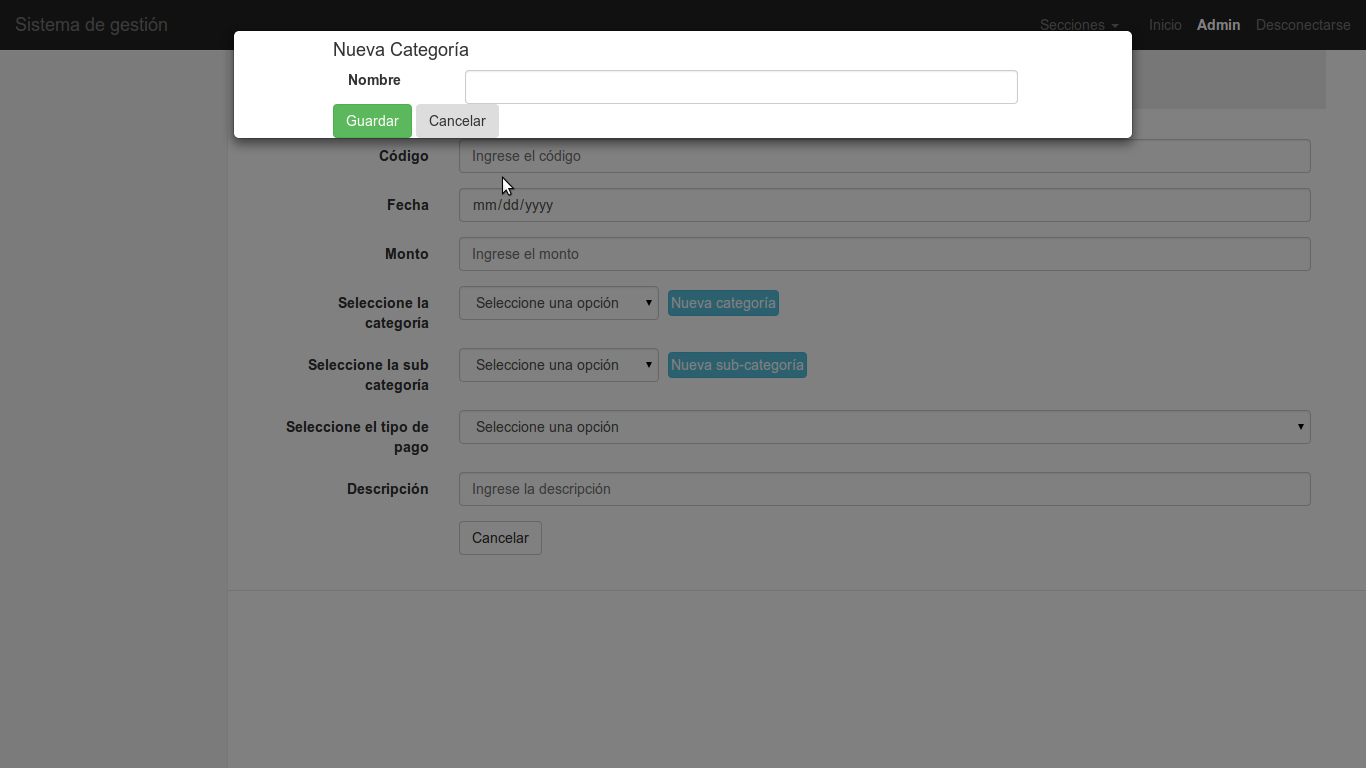 Sistema de gestión
Secciones Inicio Admin Desconectarse
Nueva Categoría
Nombre
Guardar Cancelar
Código Ingrese el código
Fecha mm/dd/yyyy
Monto Ingrese el monto
Seleccione la categoría Seleccione una opción Nueva categoría
Seleccione la sub categoría Seleccione una opción Nueva sub-categoría
Seleccione el tipo de pago Seleccione una opción
Descripción Ingrese la descripción
Cancelar